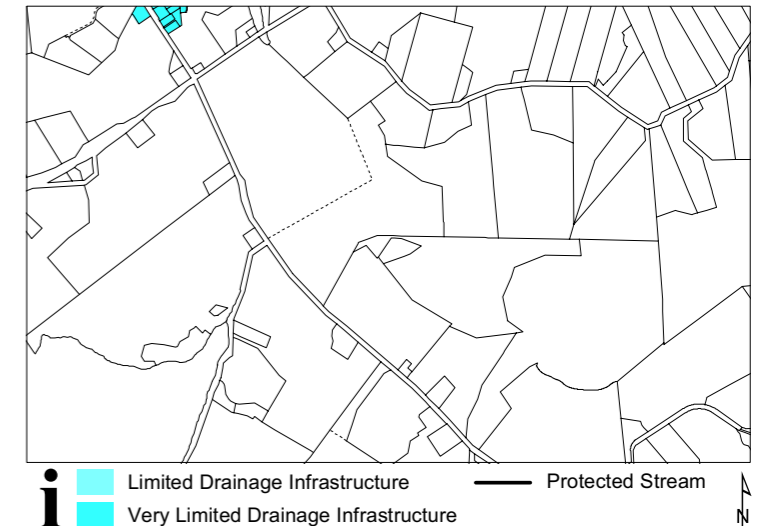 i
Limited Drainage Infrastructure
Protected Stream
Very Limited Drainage Infrastructure
N